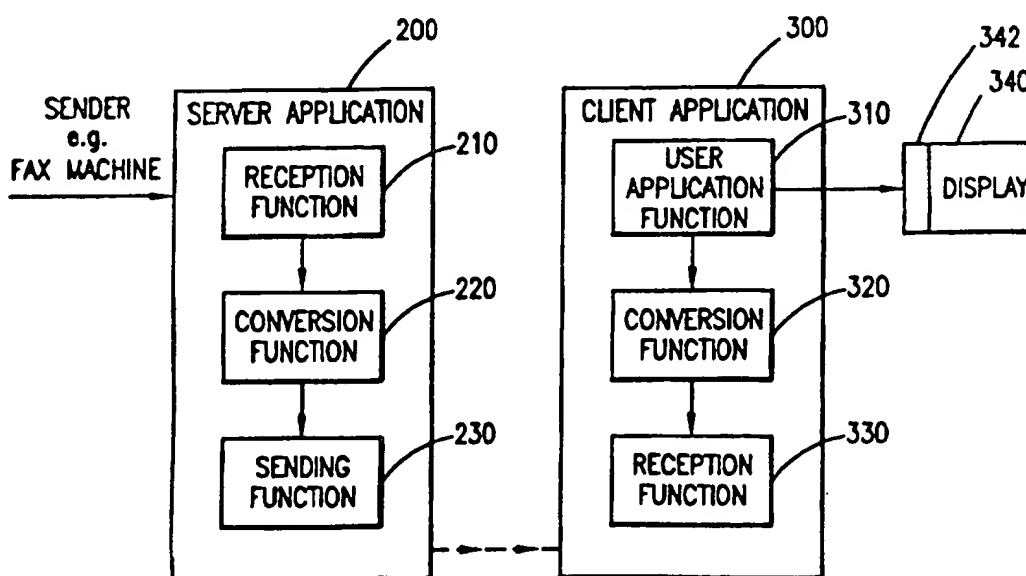 200
300
342
340
SENDER
e.g.
FAX MACHINE
SERVER APPLICATION
210
RECEPTION
FUNCTION
220
CONVERSION
FUNCTION
230
SENDING
FUNCTION
CLIENT APPLICATION
310
USER
APPLICATION
FUNCTION
320
CONVERSION
FUNCTION
330
RECEPTION
FUNCTION
DISPLAY